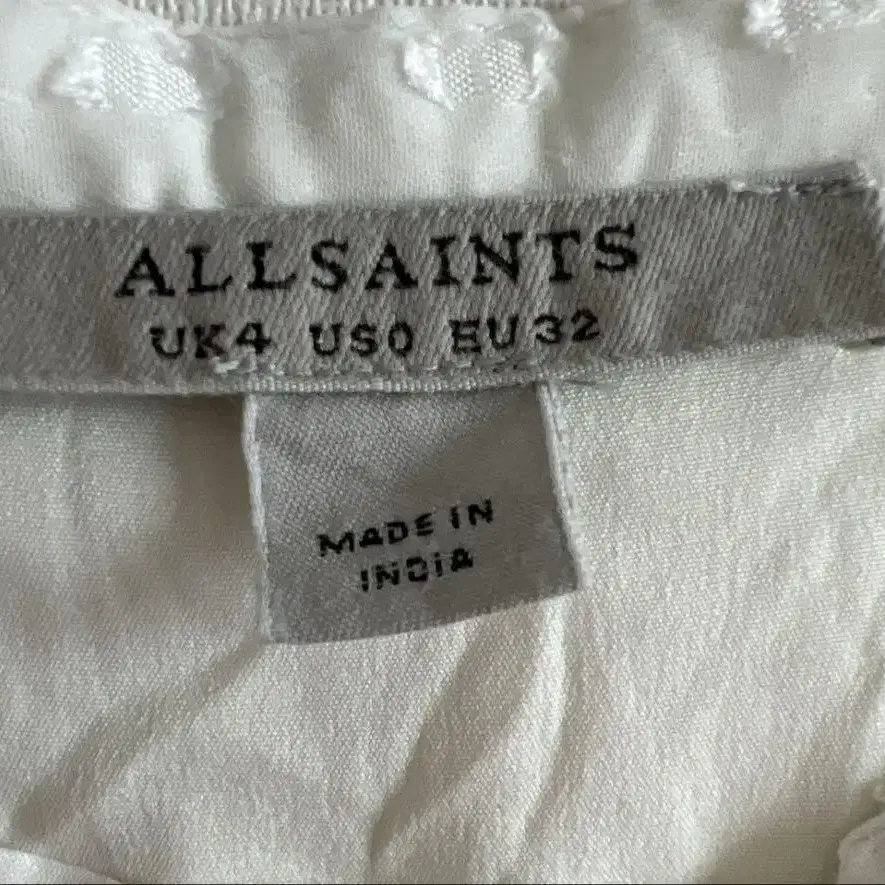 ALLSAINTS
UK4 US0 EU32
MADE IN
INDIA